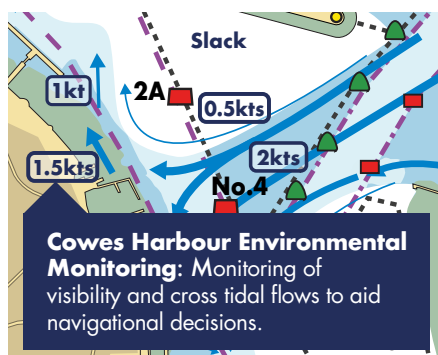 Slack
1kt
2A
0.5kts
1.5kts
2kts
No.4
Cowes Harbour Environmental
Monitoring: Monitoring of
visibility and cross tidal flows to aid
navigational decisions.